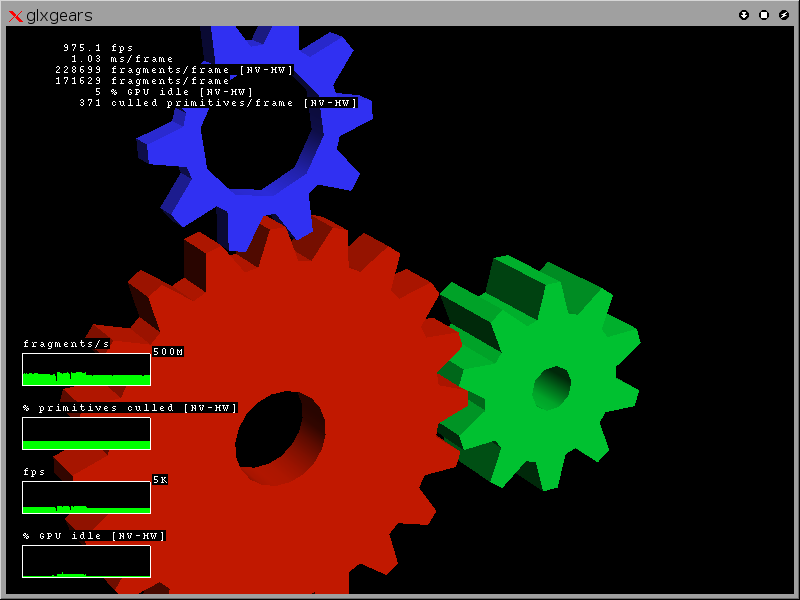 glxgears
975.1 fps
1.03 ms/frame
228699 fragments/frame [NV-HW]
171629 fragments/frame
5 % GPU idle [NV-HW]
371 culled primitives/frame [NV-HW]
fragments/s
500M
% primitives culled [NV-HW]
fps
5K
% GPU idle [NV-HW]